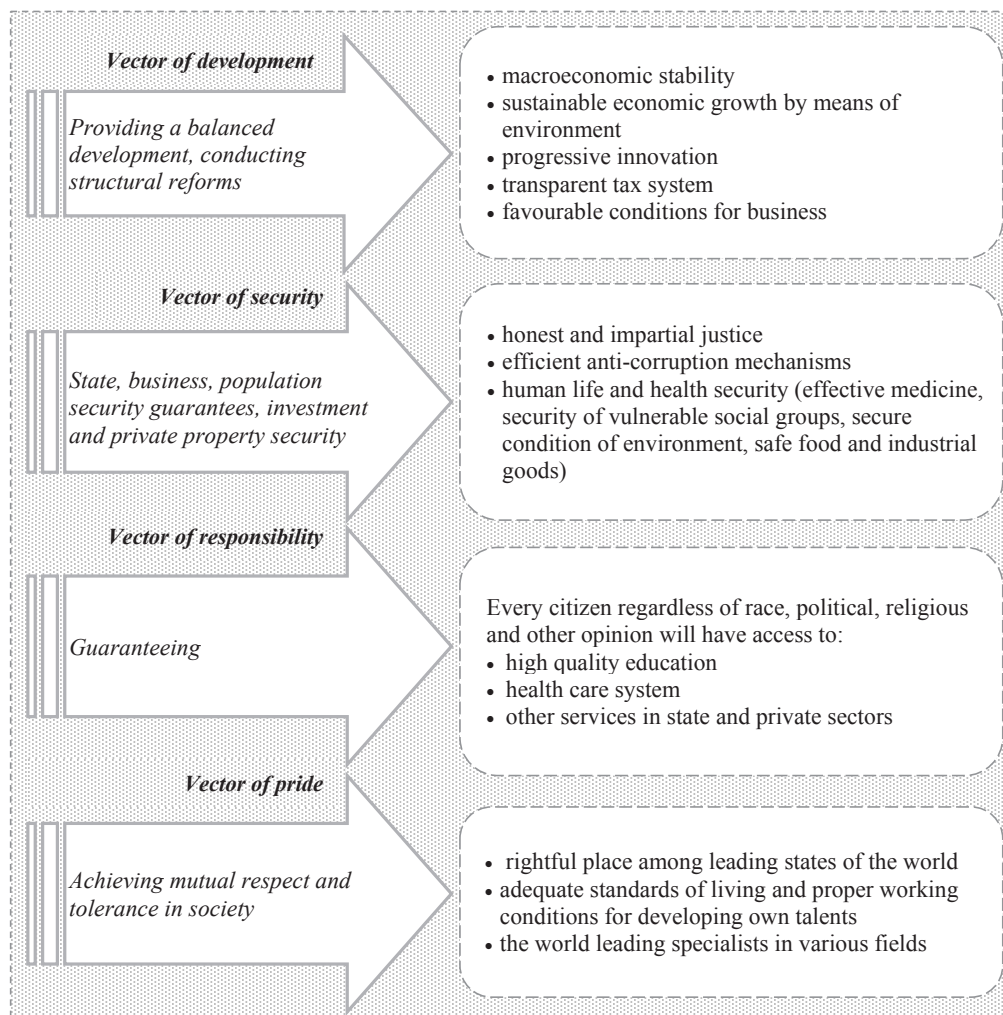 Vector of development
Providing a balanced
development, conducting
structural reforms
• macroeconomic stability
• sustainable economic growth by means of
environment
• progressive innovation
• transparent tax system
• favourable conditions for business
Vector of security
State, business, population
security guarantees, investment
and private property security
• honest and impartial justice
• efficient anti-corruption mechanisms
• human life and health security (effective medicine,
security of vulnerable social groups, secure
condition of environment, safe food and industrial
goods)
Vector of responsibility
Guaranteeing
Every citizen regardless of race, political, religious
and other opinion will have access to:
• high quality education
• health care system
• other services in state and private sectors
Vector of pride
Achieving mutual respect and
tolerance in society
• rightful place among leading states of the world
• adequate standards of living and proper working
conditions for developing own talents
• the world leading specialists in various fields